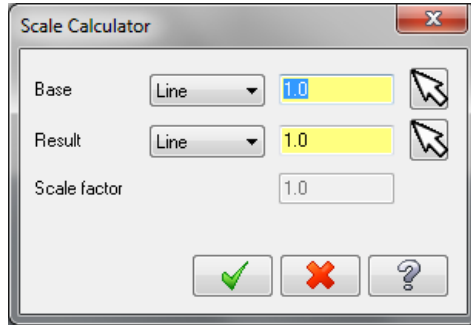 Scale Calculator
Base Line 1.0
Result Line 1.0
Scale factor 1.0